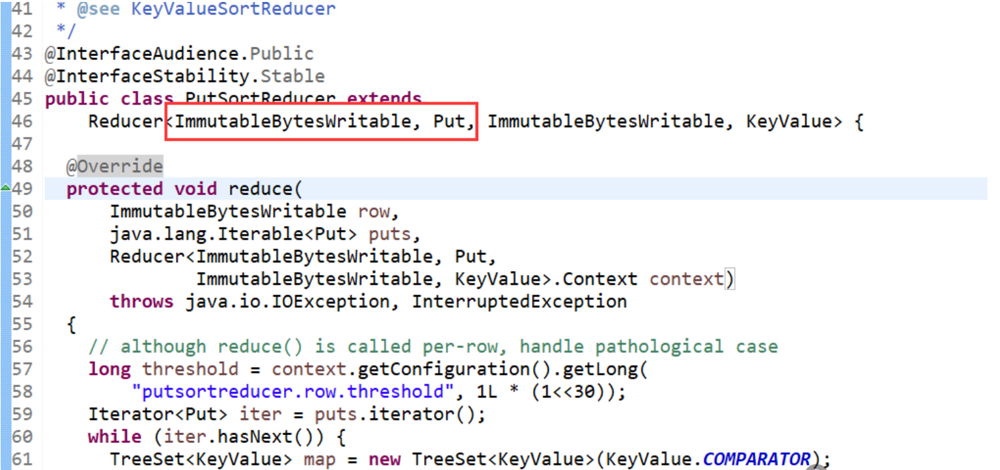 41  * @see KeyValueSortReducer
42  */
43 @InterfaceAudience.Public
44 @InterfaceStability.Stable
45 public class PutSortReducer extends
46     Reducer<ImmutableBytesWritable, Put, ImmutableBytesWritable, KeyValue> {
47
48   @Override
49   protected void reduce(
50       ImmutableBytesWritable row,
51       java.lang.Iterable<Put> puts,
52       Reducer<ImmutableBytesWritable, Put,
53               ImmutableBytesWritable, KeyValue>.Context context)
54       throws java.io.IOException, InterruptedException
55   {
56     // although reduce() is called per-row, handle pathological case
57     long threshold = context.getConfiguration().getLong(
58         "putsortreducer.row.threshold", 1L * (1<<30));
59     Iterator<Put> iter = puts.iterator();
60     while (iter.hasNext()) {
61       TreeSet<KeyValue> map = new TreeSet<KeyValue>(KeyValue.COMPARATOR);